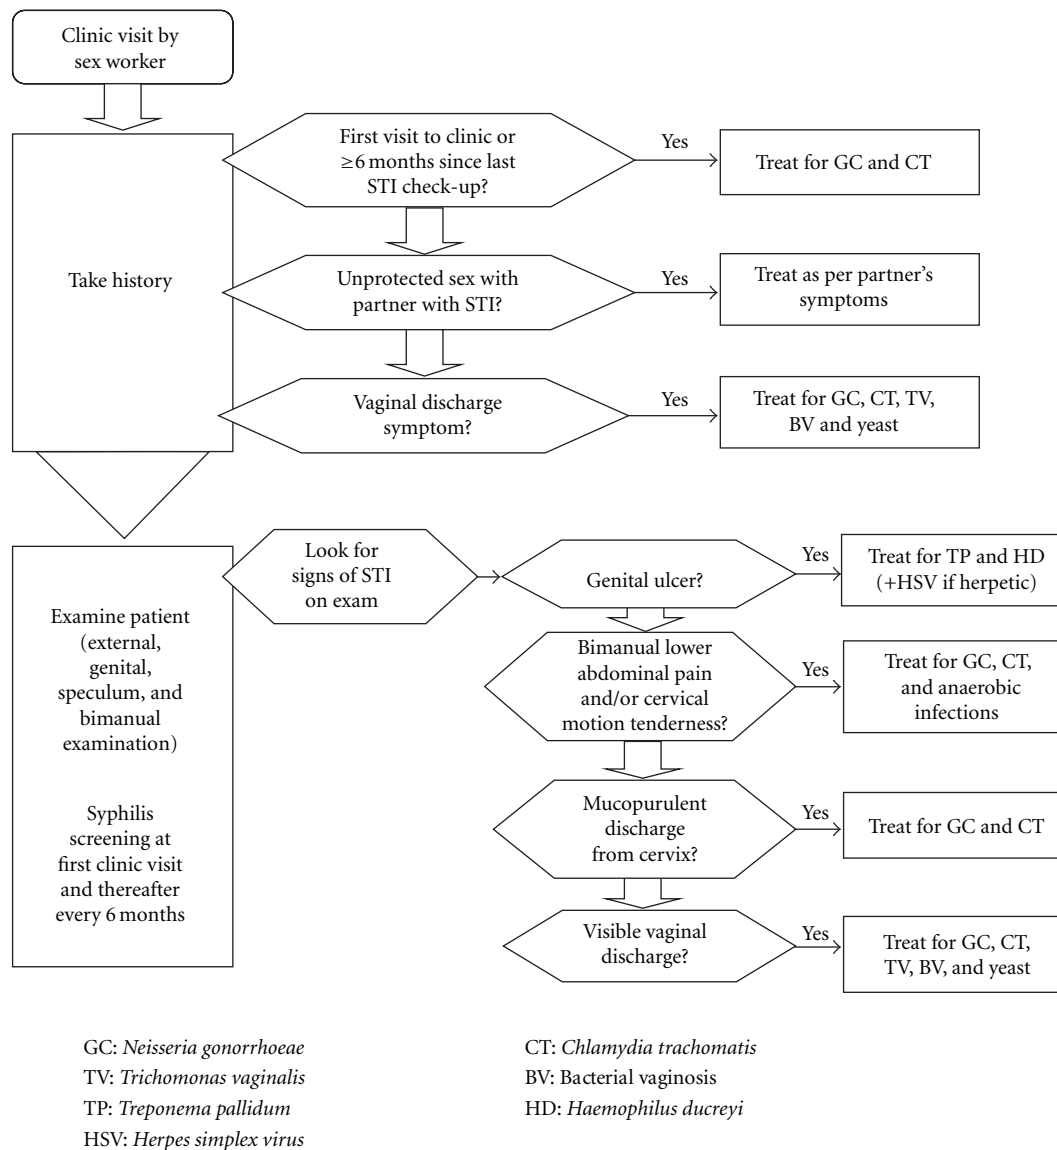 Clinic visit by
sex worker
First visit to clinic or
≥6 months since last
STI check-up?
Yes
Treat for GC and CT
Take history
Unprotected sex with
partner with STI?
Yes
Treat as per partner’s
symptoms
Vaginal discharge
symptom?
Yes
Treat for GC, CT, TV,
BV and yeast
Examine patient
(external,
genital,
speculum, and
bimanual
examination)
Syphilis
screening at
first clinic visit
and thereafter
every 6 months
Look for
signs of STI
on exam
Genital ulcer?
Yes
Treat for TP and HD
(+HSV if herpetic)
Bimanual lower
abdominal pain
and/or cervical
motion tenderness?
Yes
Treat for GC, CT,
and anaerobic
infections
Mucopurulent
discharge
from cervix?
Yes
Treat for GC and CT
Visible vaginal
discharge?
Yes
Treat for GC, CT,
TV, BV, and yeast
GC: Neisseria gonorrhoeae
TV: Trichomonas vaginalis
TP: Treponema pallidum
HSV: Herpes simplex virus
CT: Chlamydia trachomatis
BV: Bacterial vaginosis
HD: Haemophilus ducreyi